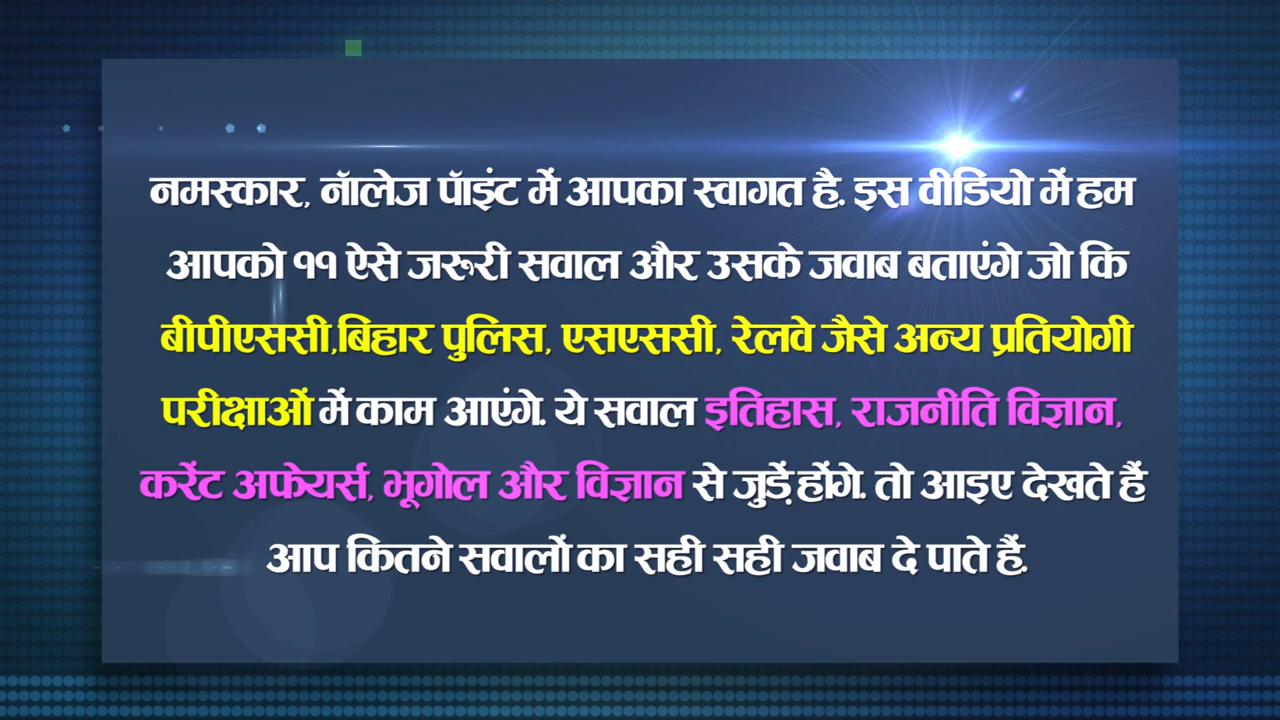 नमस्कार, नॉलेज पॉइंट में आपका स्वागत है. इस वीडियो में हम
आपको ११ ऐसे जरूरी सवाल और उसके जवाब बताएंगे जो कि
बीपीएससी,बिहार पुलिस, एसएससी, रेलवे जैसे अन्य प्रतियोगी
परीक्षाओं में काम आएंगे. ये सवाल इतिहास, राजनीति विज्ञान,
करेंट अफेयर्स, भूगोल और विज्ञान से जुड़ें होंगे. तो आइए देखते हैं
आप कितने सवालों का सही सही जवाब दे पाते हैं.